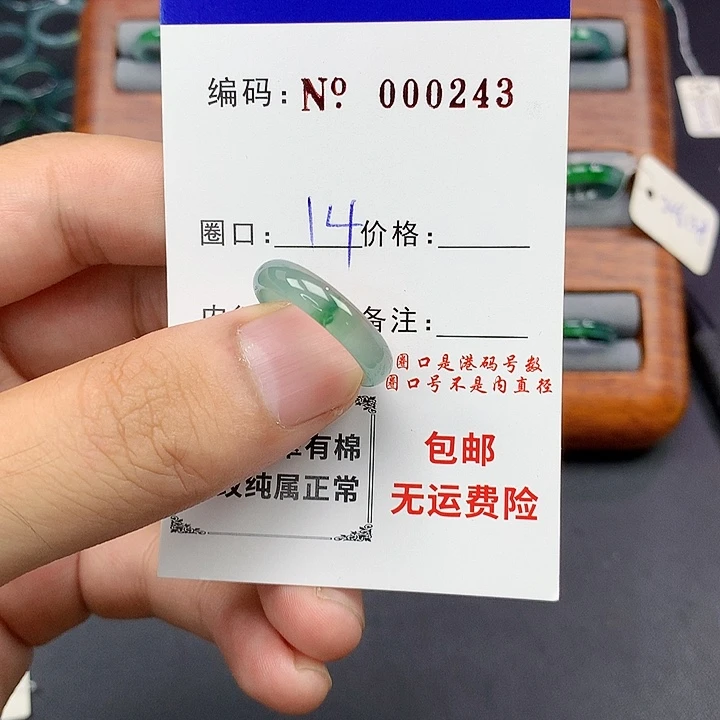 编码: Nº 000243
圈口: 14 价格:
备注:
圈口是港码号数
圈口号不是内直径
有棉
纯属正常
包邮
无运费险